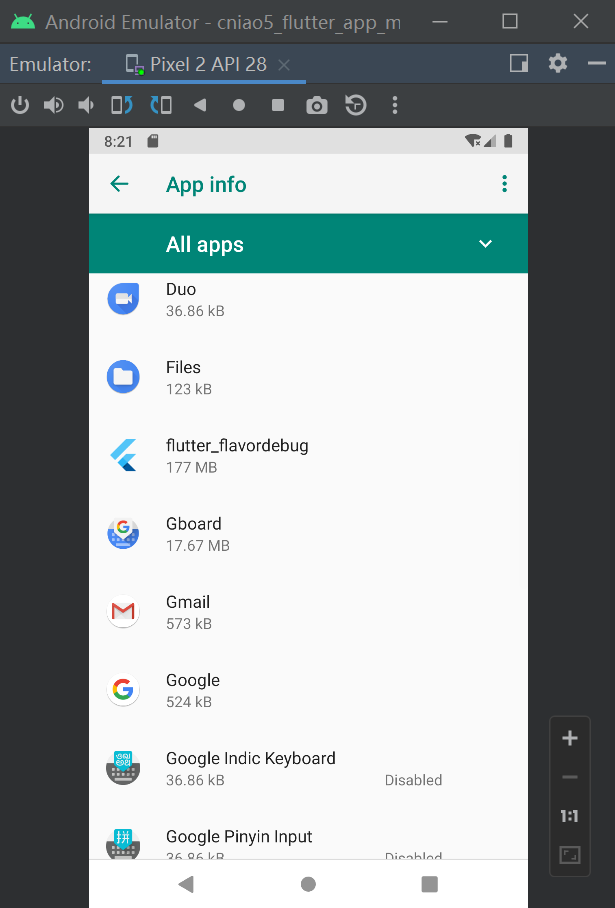 Android Emulator - cniao5_flutter_app_m
Emulator: Pixel 2 API 28
8:21
App info
All apps
Duo
36.86 kB
Files
123 kB
flutter_flavordebug
177 MB
Gboard
17.67 MB
Gmail
573 kB
Google
524 kB
Google Indic Keyboard
36.86 kB Disabled
Google Pinyin Input
36.86 kB Disabled
1:1